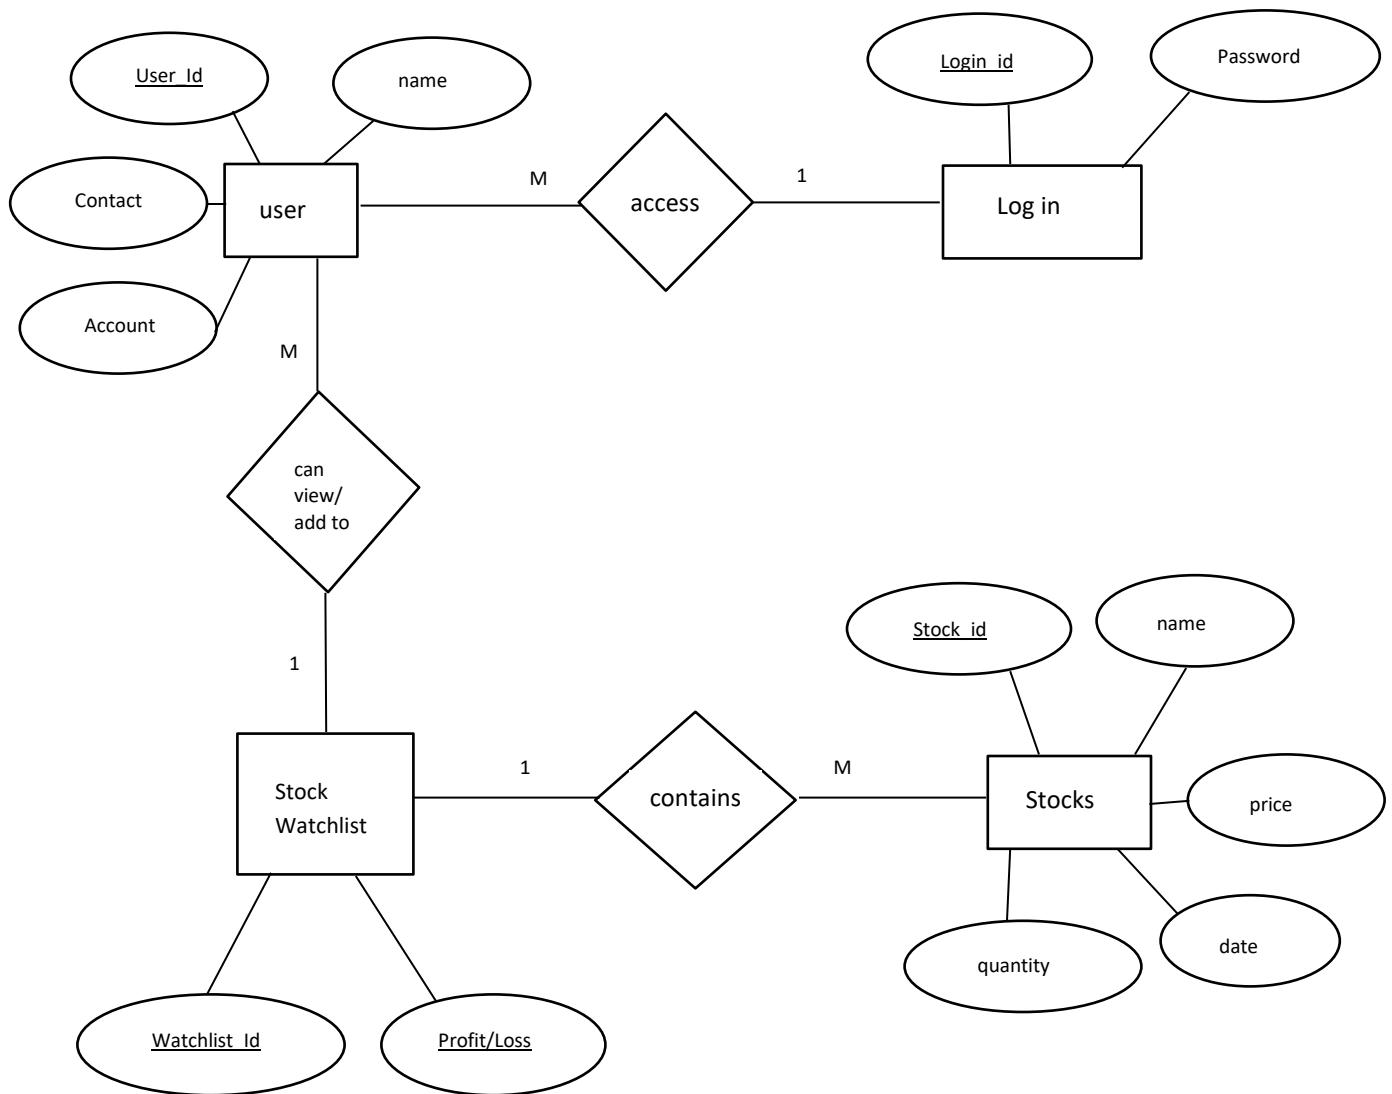 User_Id
name
Login_id
Password
Contact
user
M
access
1
Log in
Account
M
can
view/
add to
1
Stock_id
name
Stock
Watchlist
1
contains
M
Stocks
price
quantity
date
Watchlist_Id
Profit/Loss